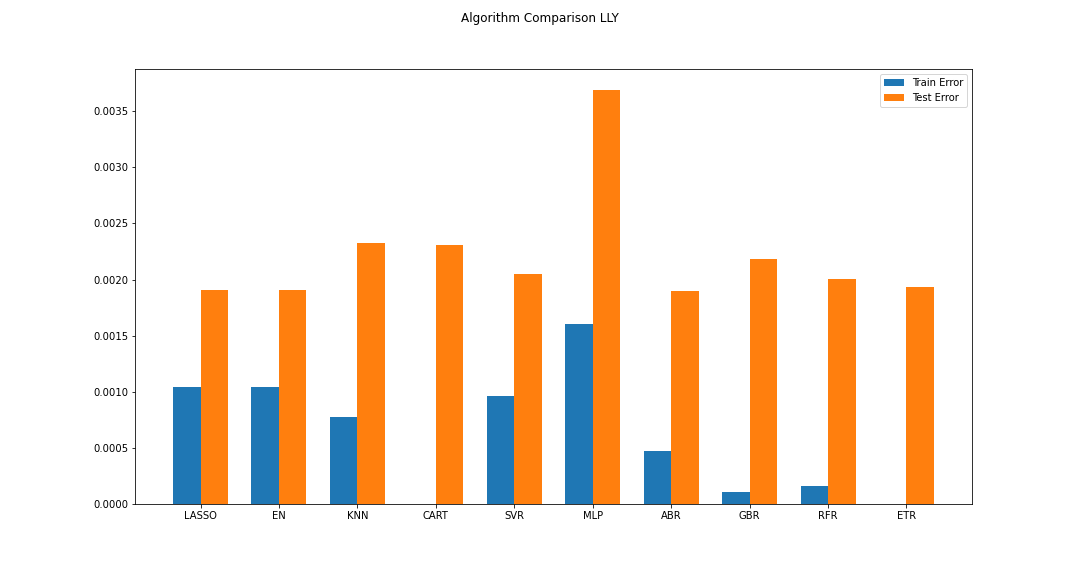 Algorithm Comparison LLY
Train Error
Test Error
0.0035
0.0030
0.0025
0.0020
0.0015
0.0010
0.0005
0.0000
LASSO EN KNN CART SVR MLP ABR GBR RFR ETR